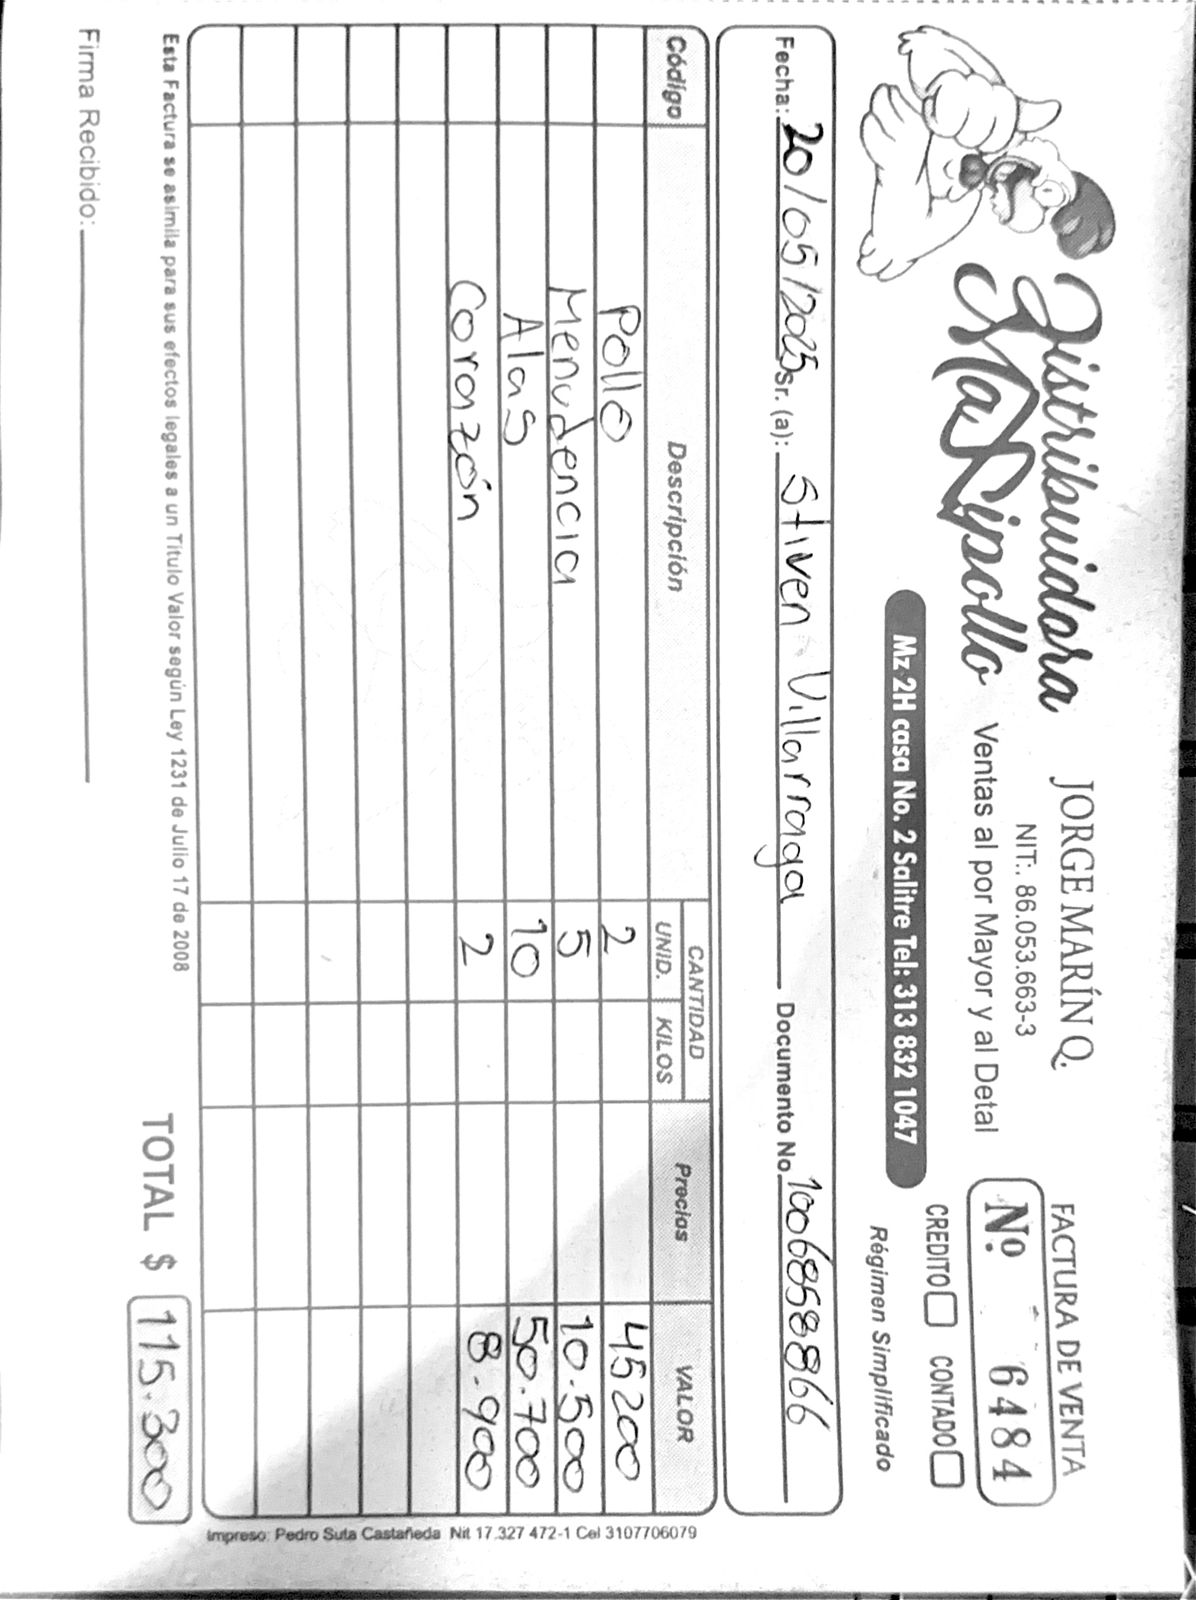 Distribuidora
Maxipollo
JORGE MARÍN Q.
NIT:. 86.053.663-3
Ventas al por Mayor y al Detal
Mz 2H casa No. 2 Salitre Tel: 313 832 1047
FACTURA DE VENTA
Nº 6484
CREDITO CONTADO
Régimen Simplificado
Fecha: 20/05/2025 Sr. (a): Stiven Villarraga Documento No. 1006858866
Código Descripción CANTIDAD UNID. KILOS Precios VALOR
Pollo 2 45200
Menudencia 5 10.500
Alas 10 50.700
Corazón 2 8.900
Esta Factura se asimila para sus efectos legales a un Titulo Valor según Ley 1231 de Julio 17 de 2008
TOTAL $ 115.300
Firma Recibido:
Impreso: Pedro Suta Castañeda Nit 17.327 472-1 Cel 3107706079